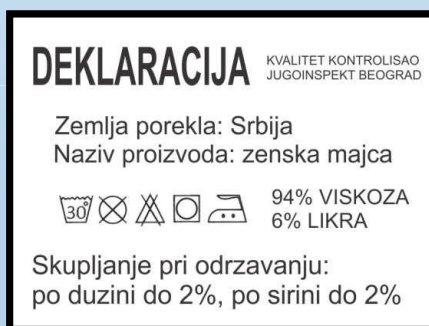 DEKLARACIJA
KVALITET KONTROLISAO
JUGOINSPEKT BEOGRAD
Zemlja porekla: Srbija
Naziv proizvoda: zenska majca
30°
94% VISKOZA
6% LIKRA
Skupljanje pri odrzavanju:
po duzini do 2%, po sirini do 2%